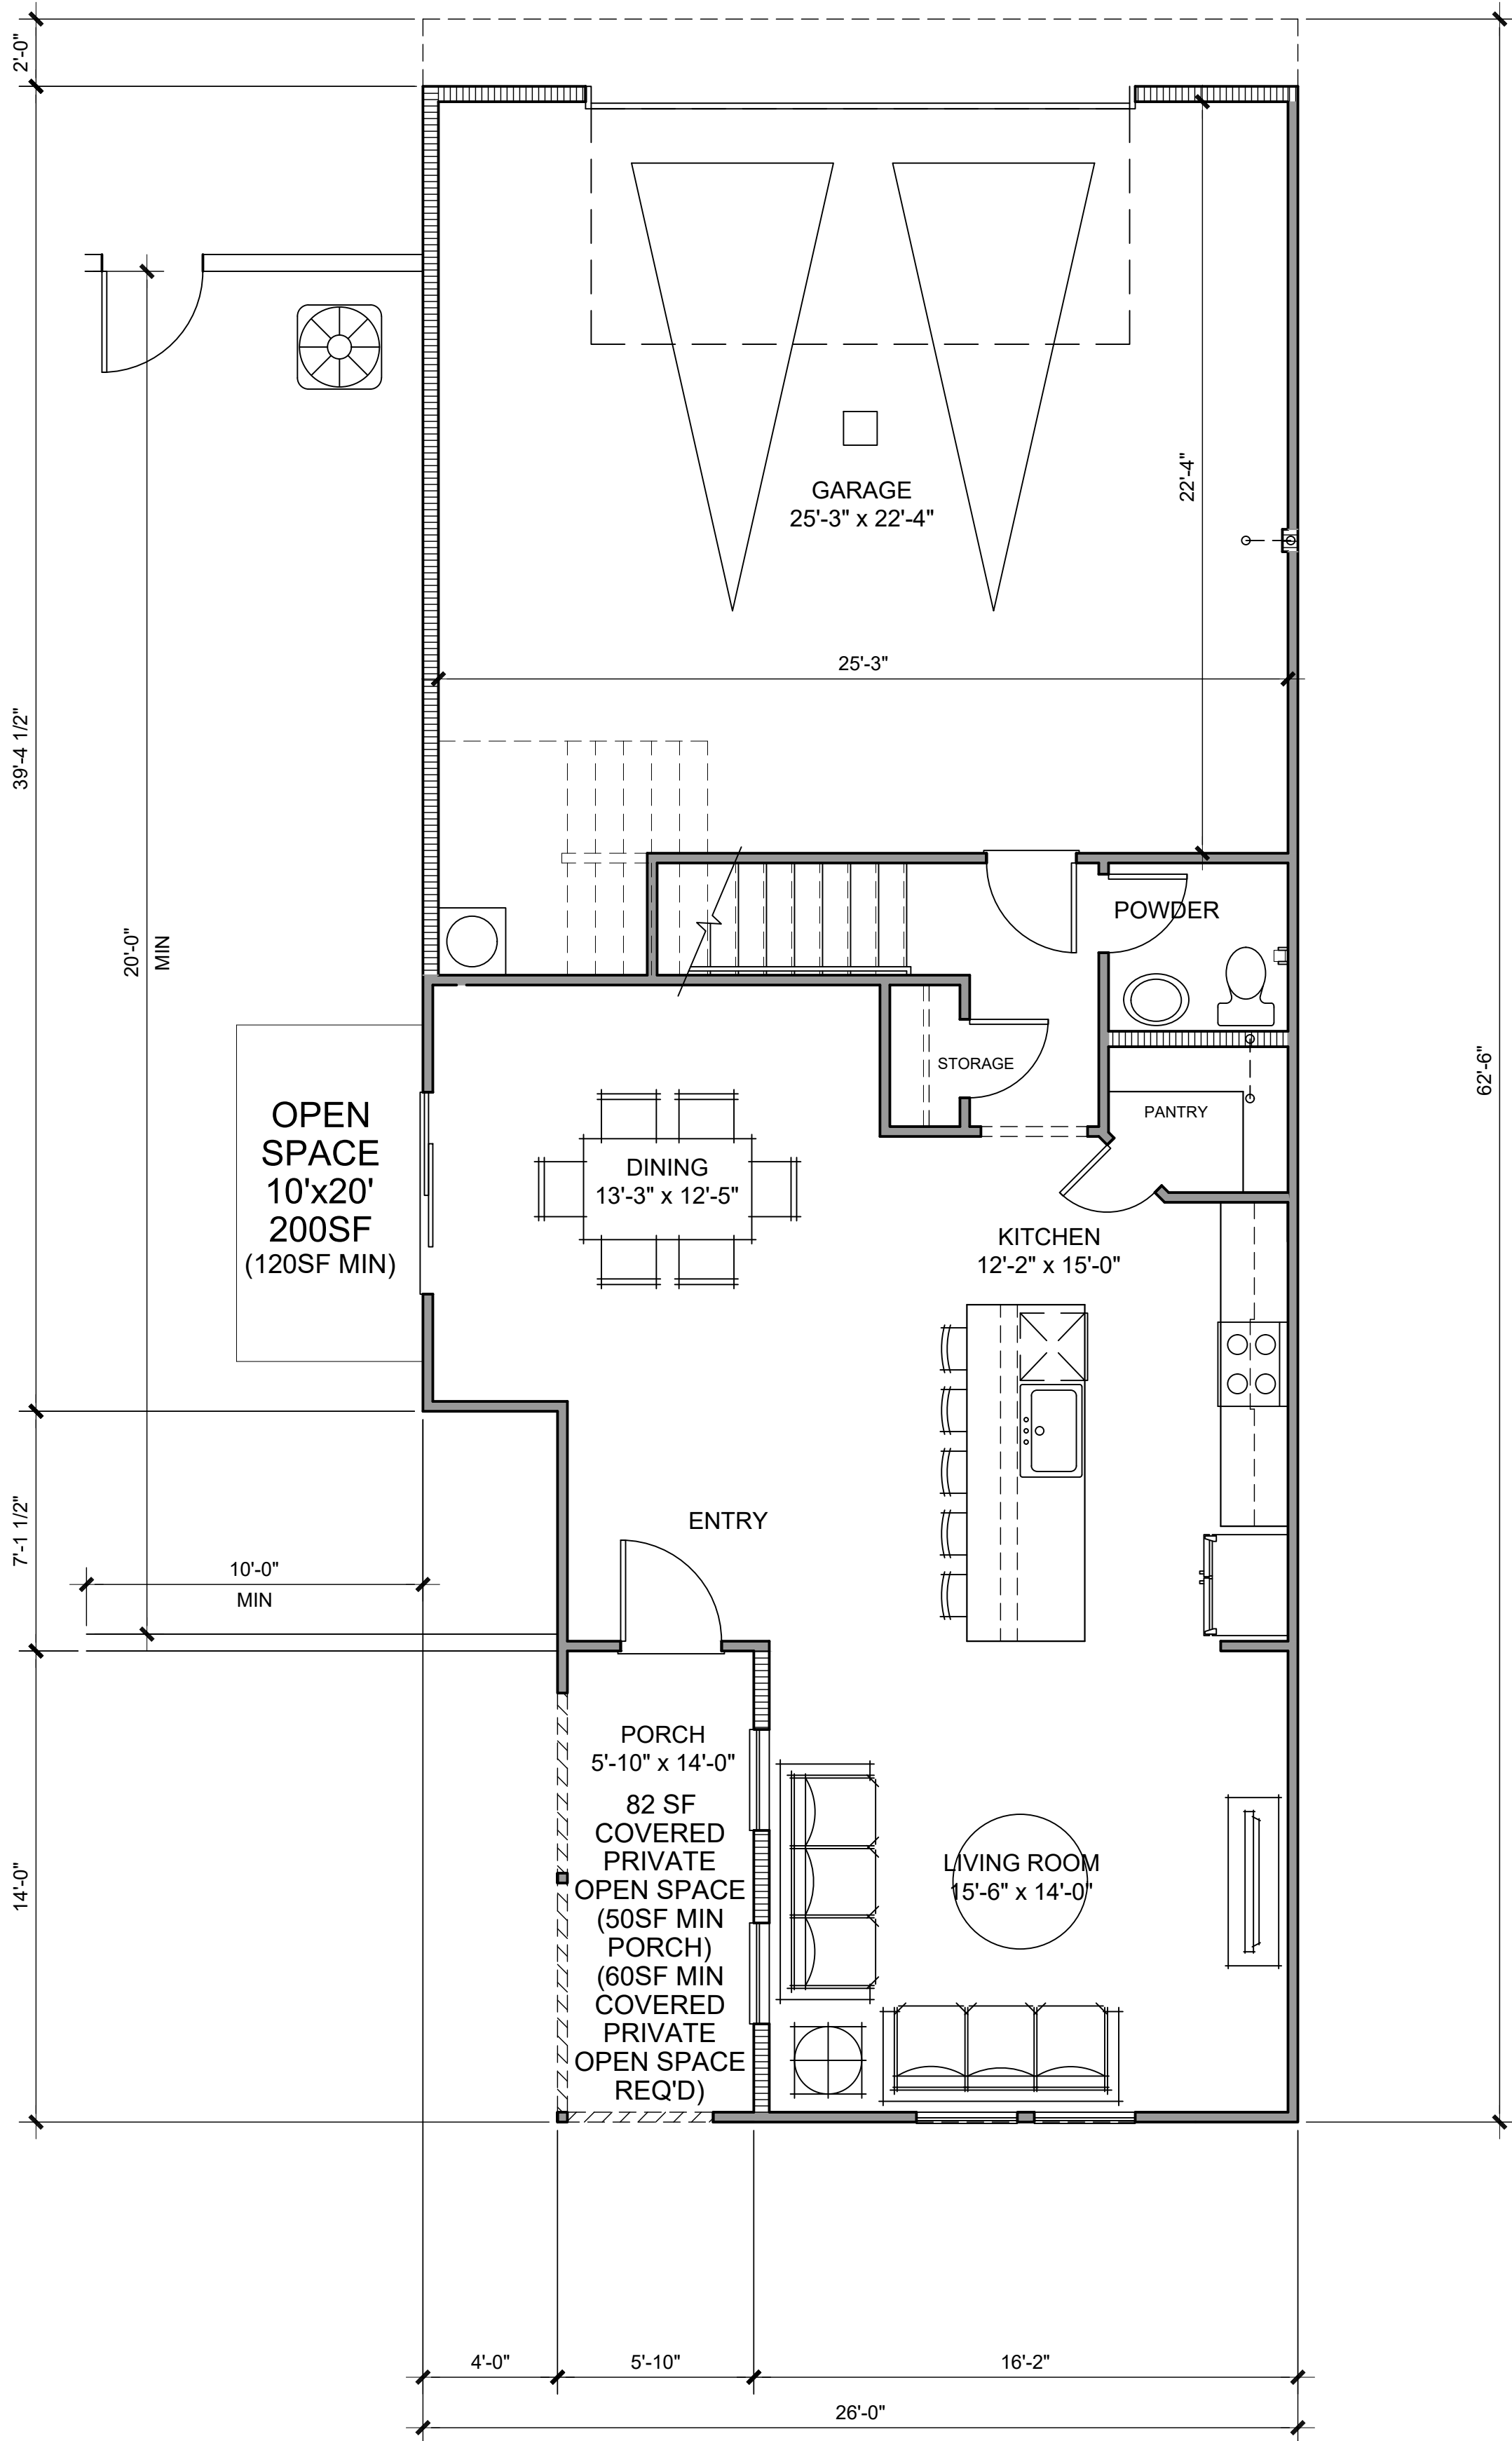 2'-0"
GARAGE
25'-3" x 22'-4"
22'-4"
25'-3"
39'-4 1/2"
20'-0"
MIN
POWDER
STORAGE
PANTRY
62'-6"
OPEN
SPACE
10'x20'
200SF
(120SF MIN)
DINING
13'-3" x 12'-5"
KITCHEN
12'-2" x 15'-0"
ENTRY
7'-1 1/2"
10'-0"
MIN
PORCH
5'-10" x 14'-0"
82 SF
COVERED
PRIVATE
OPEN SPACE
(50SF MIN
PORCH)
(60SF MIN
COVERED
PRIVATE
OPEN SPACE
REQ'D)
LIVING ROOM
15'-6" x 14'-0"
14'-0"
4'-0"
5'-10"
16'-2"
26'-0"